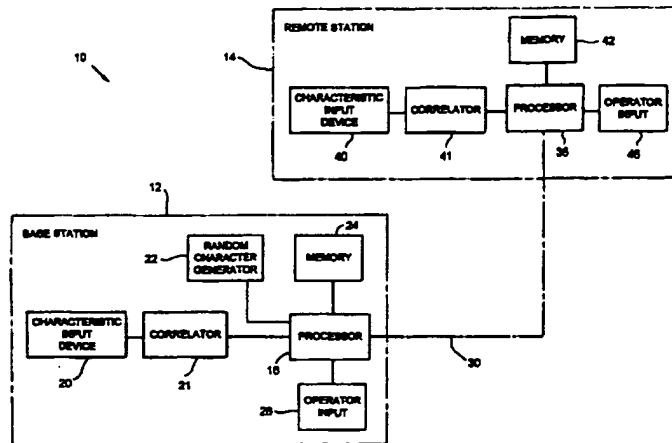 REMOTE STATION
10
14
MEMORY
42
CHARACTERISTIC
INPUT
DEVICE
CORRELATOR
PROCESSOR
OPERATOR
INPUT
40
41
36
46
12
BASE STATION
22
RANDOM
CHARACTER
GENERATOR
24
MEMORY
CHARACTERISTIC
INPUT
DEVICE
CORRELATOR
PROCESSOR
20
21
16
30
28
OPERATOR
INPUT